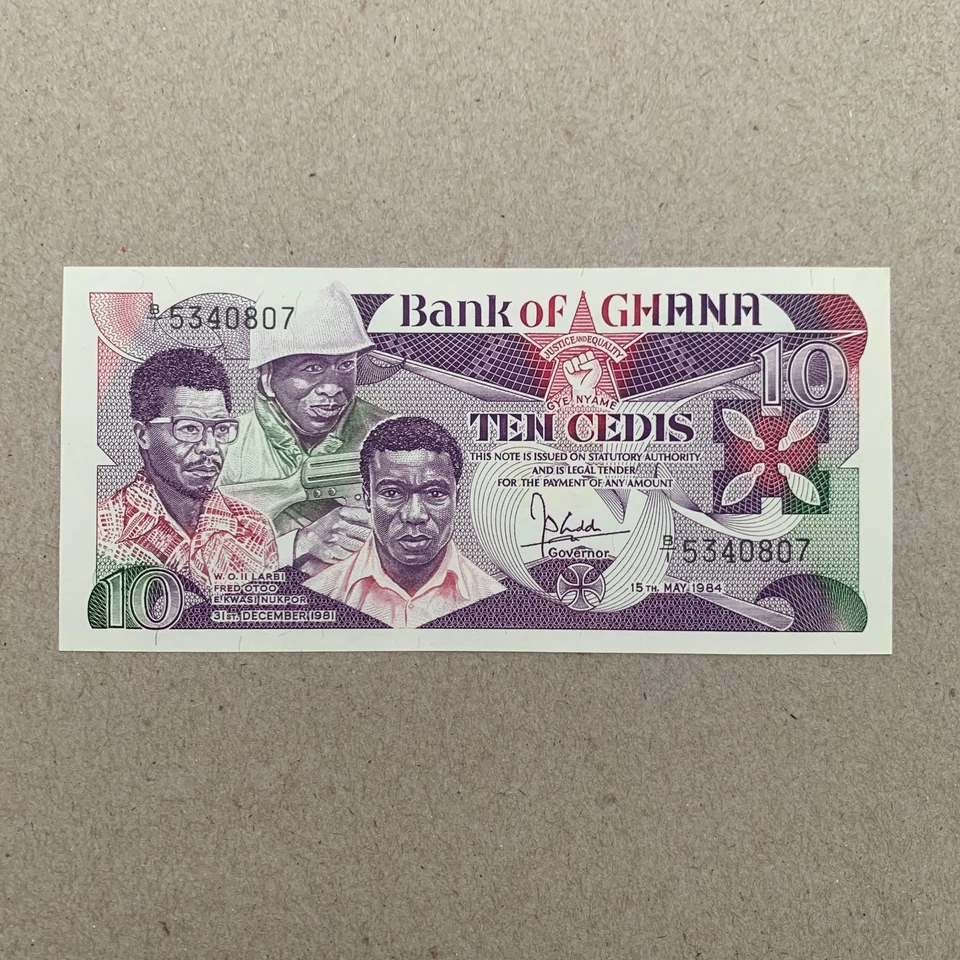 B/1 5340807
Bank of GHANA
JUSTICE AND EQUALITY
GYE NYAME
10
TEN CEDIS
THIS NOTE IS ISSUED ON STATUTORY AUTHORITY
AND IS LEGAL TENDER
FOR THE PAYMENT OF ANY AMOUNT
Governor
B/1 5340807
15TH. MAY 1984
10
W.O. II LARBI
FRED OTOO
E. KWASI NUKPOR
31ST. DECEMBER 1981